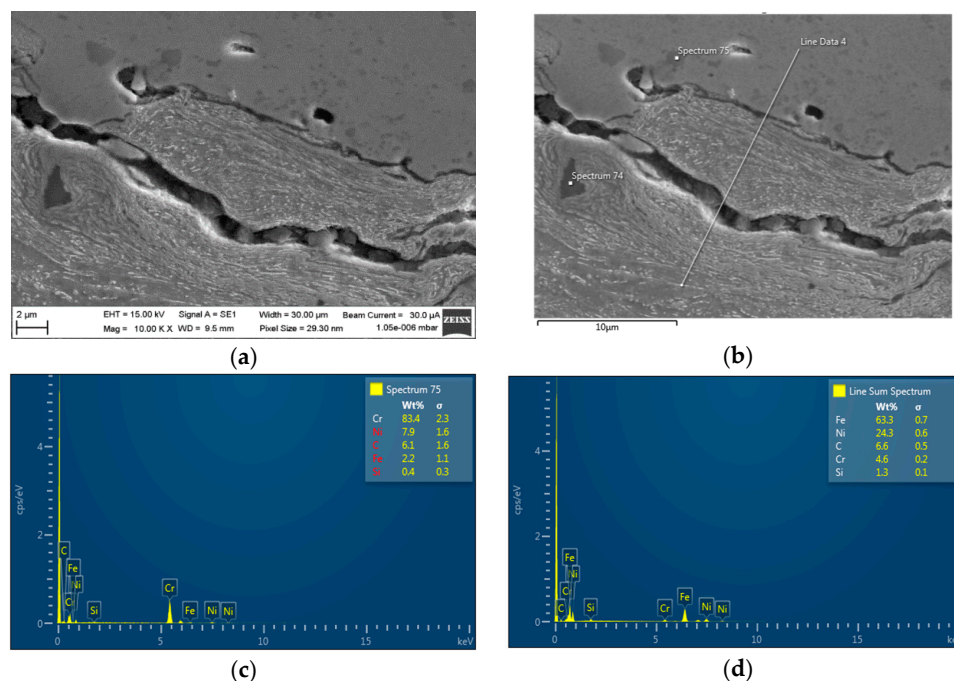 Spectrum 75
Line Data 4
Spectrum 74
2 µm
EHT = 15.00 kV Signal A = SE1 Width = 30.00 µm Beam Current = 30.0 µA
Mag = 10.00 K X WD = 9.5 mm Pixel Size = 29.30 nm 1.05e-006 mbar
ZEISS
10µm
(a)
(b)
Spectrum 75
Wt% σ
Cr 83.4 2.3
Ni 7.9 1.6
C 6.1 1.6
Fe 2.2 1.1
Si 0.4 0.3
cps/eV
4
2
0
C
Fe
Ni
Si
Cr
Fe
Ni
Ni
0 5 10 15 keV
(c)
Line Sum Spectrum
Wt% σ
Fe 63.3 0.7
Ni 24.3 0.6
C 6.6 0.5
Cr 4.6 0.2
Si 1.3 0.1
cps/eV
4
2
0
Fe
Ni
C
C
Si
Cr
Fe
Ni
Ni
0 5 10 15 keV
(d)